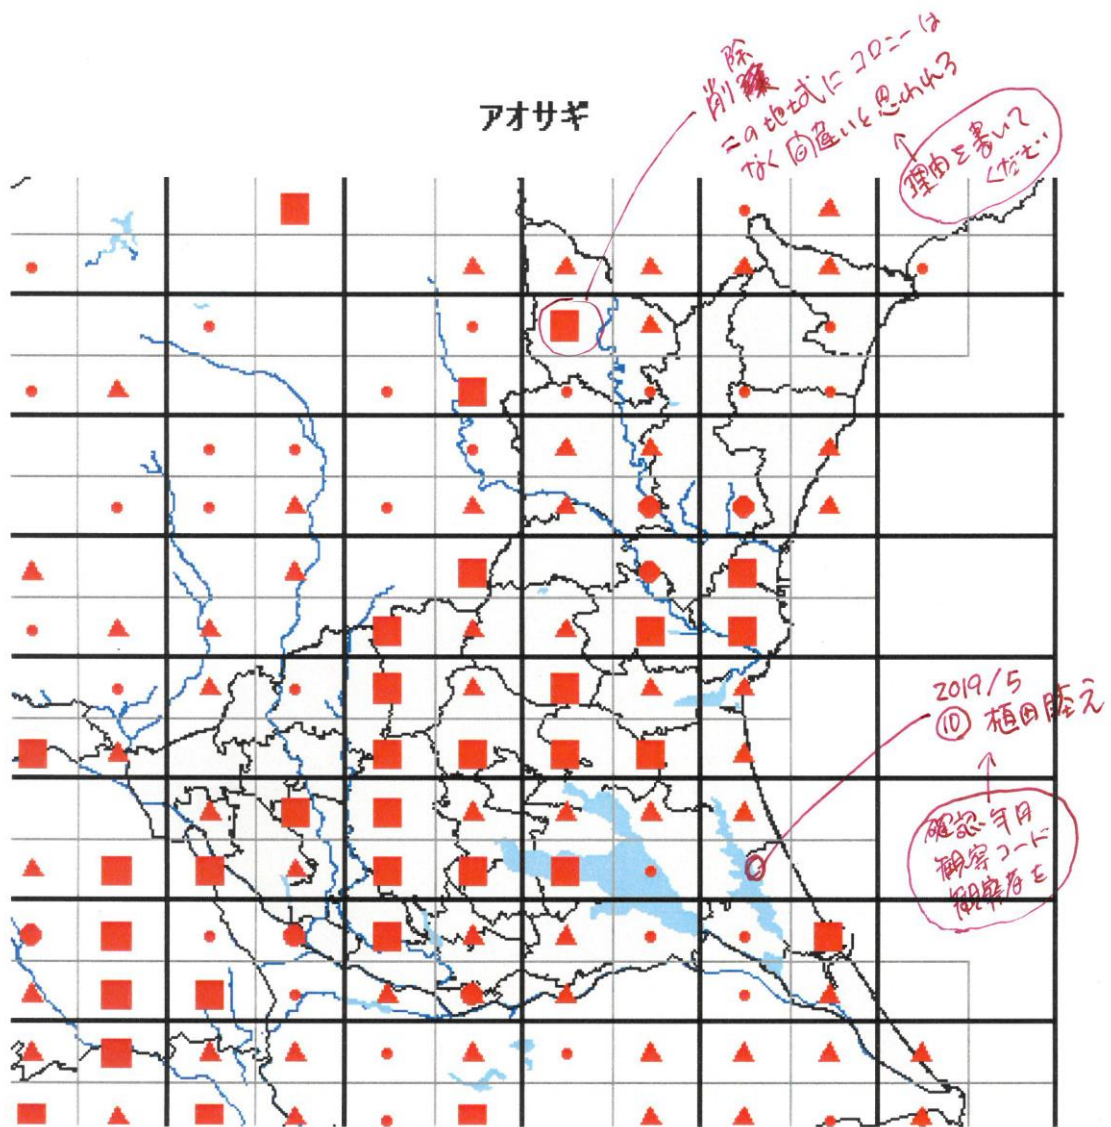 アオサギ
削除
この地域にコロニーは
なく間違いと思われる
理由を書いて
ください
2019/5
⑩ 植田睦之
確認年月
観察コード
観察者を